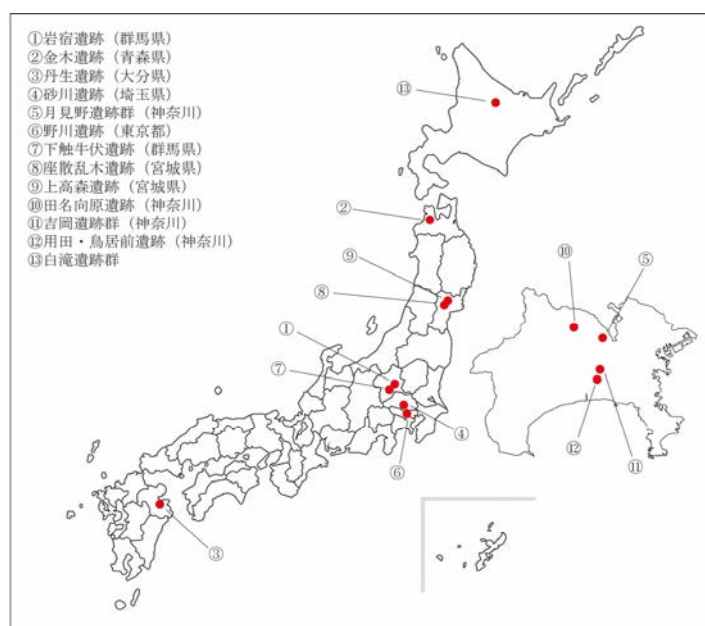 ①岩宿遺跡（群馬県）
②金木遺跡（青森県）
③丹生遺跡（大分県）
④砂川遺跡（埼玉県）
⑤月見野遺跡群（神奈川）
⑥野川遺跡（東京都）
⑦下触牛伏遺跡（群馬県）
⑧座散乱木遺跡（宮城県）
⑨上高森遺跡（宮城県）
⑩田名向原遺跡（神奈川）
⑪吉岡遺跡群（神奈川）
⑫用田・鳥居前遺跡（神奈川）
⑬白滝遺跡群
⑬
②
⑨
⑧
①
⑦
④
⑥
③
⑩
⑤
⑫
⑪